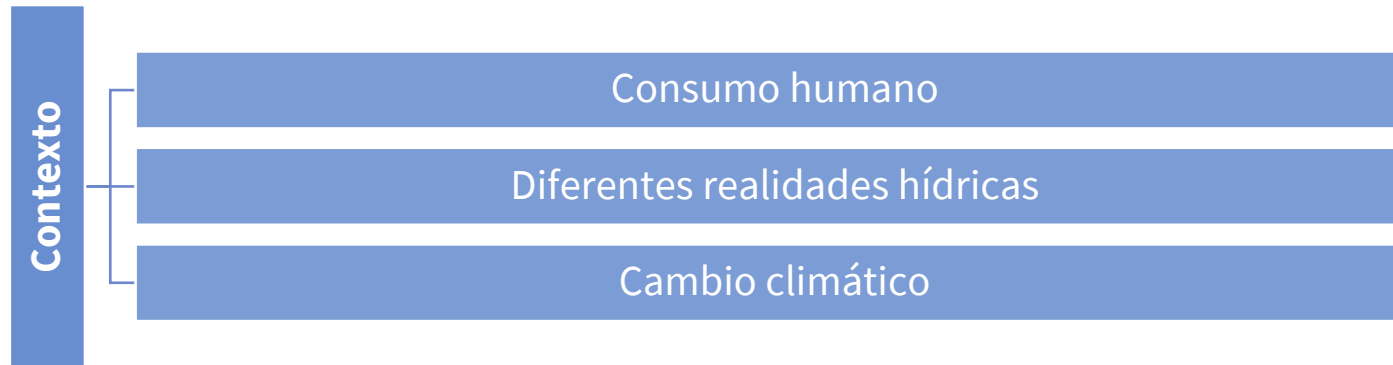 Contexto
Consumo humano
Diferentes realidades hídricas
Cambio climático